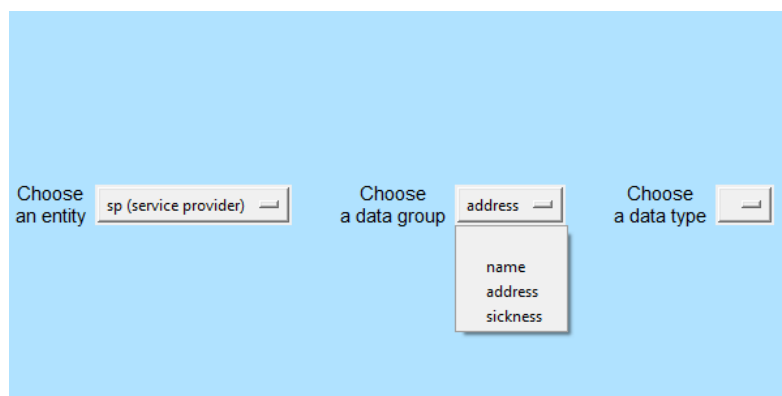 Choose
an entity
sp (service provider)
Choose
a data group
address
Choose
a data type
name
address
sickness